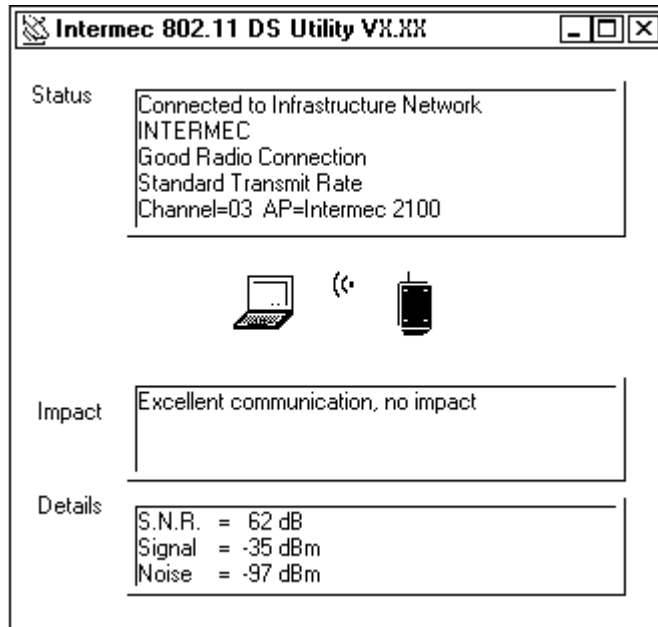 Intermec 802.11 DS Utility VX.XX
Status
Connected to Infrastructure Network
INTERMEC
Good Radio Connection
Standard Transmit Rate
Channel=03 AP=Intermec 2100
Impact
Excellent communication, no impact
Details
S.N.R. = 62 dB
Signal = -35 dBm
Noise = -97 dBm